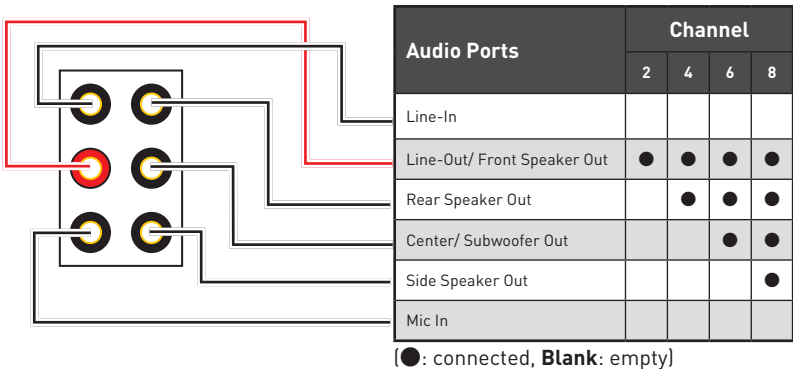 Audio Ports
Channel
2 4 6 8
Line-In
Line-Out/ Front Speaker Out ● ● ● ●
Rear Speaker Out ● ● ●
Center/ Subwoofer Out ● ●
Side Speaker Out ●
Mic In
(●: connected, Blank: empty)